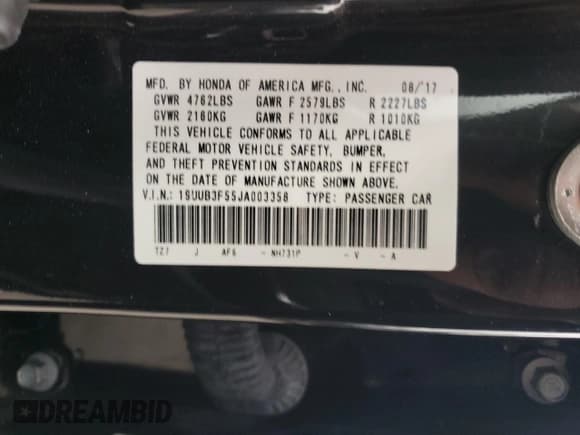 MFD. BY HONDA OF AMERICA MFG., INC. 08/'17
GVWR 4762LBS GAWR F 2579LBS R 2227LBS
GVWR 2160KG GAWR F 1170KG R 1010KG
THIS VEHICLE CONFORMS TO ALL APPLICABLE
FEDERAL MOTOR VEHICLE SAFETY, BUMPER,
AND THEFT PREVENTION STANDARDS IN EFFECT
ON THE DATE OF MANUFACTURE SHOWN ABOVE.
V.I.N.: 19UUB3F55JA003358 TYPE: PASSENGER CAR
TZ7 J AF6 - NH731P - V - A
DREAMBID